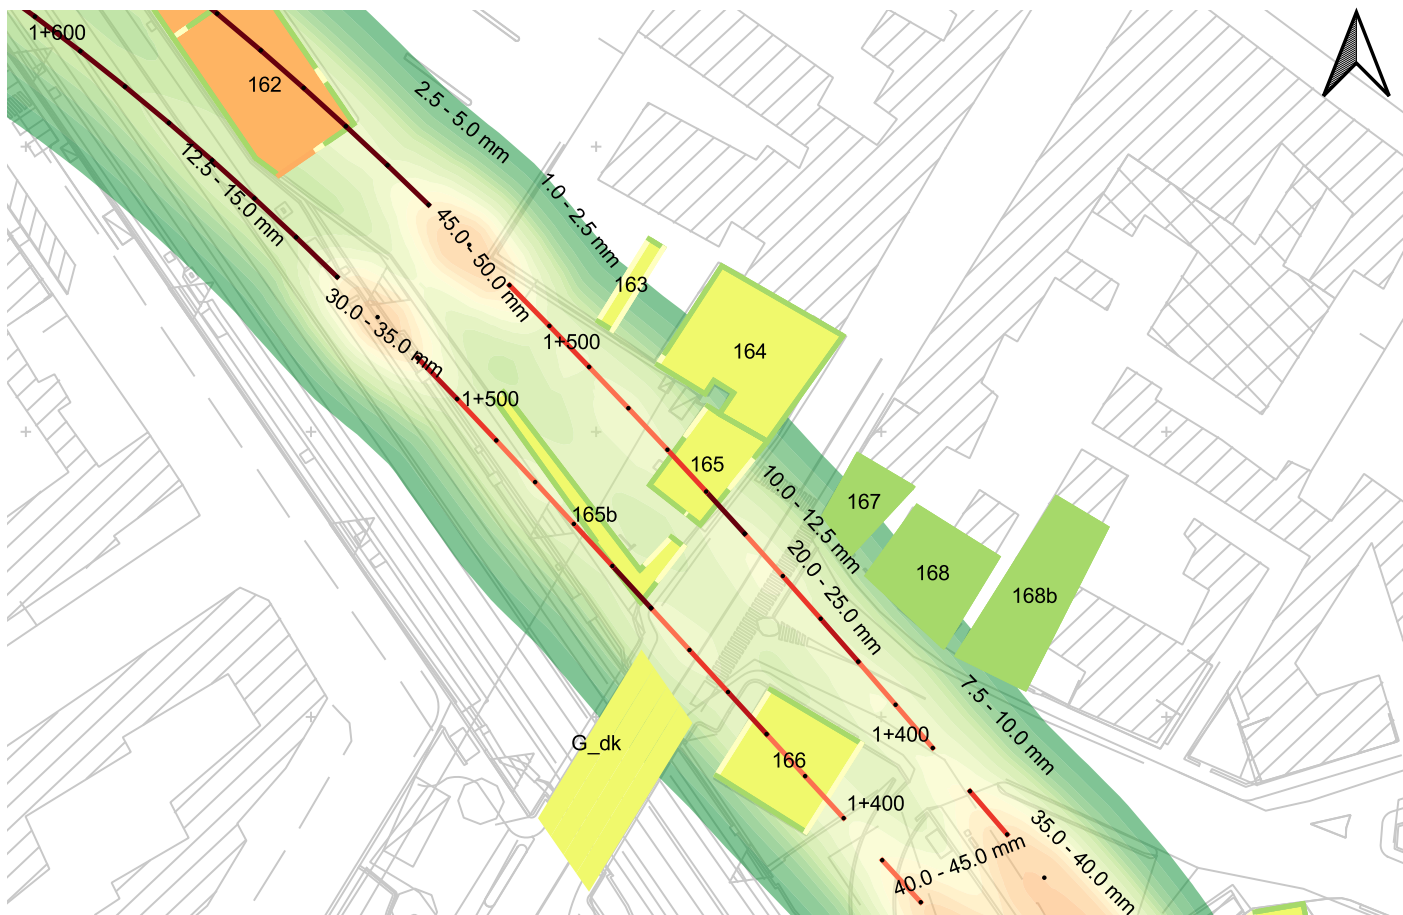 1+600
162
2.5 - 5.0 mm
12.5 - 15.0 mm
1.0 - 2.5 mm
45.0 - 50.0 mm
163
30.0 - 35.0 mm
1+500
164
1+500
165
10.0 - 12.5 mm
167
165b
20.0 - 25.0 mm
168
168b
7.5 - 10.0 mm
G_dk
1+400
166
1+400
35.0 - 40.0 mm
40.0 - 45.0 mm